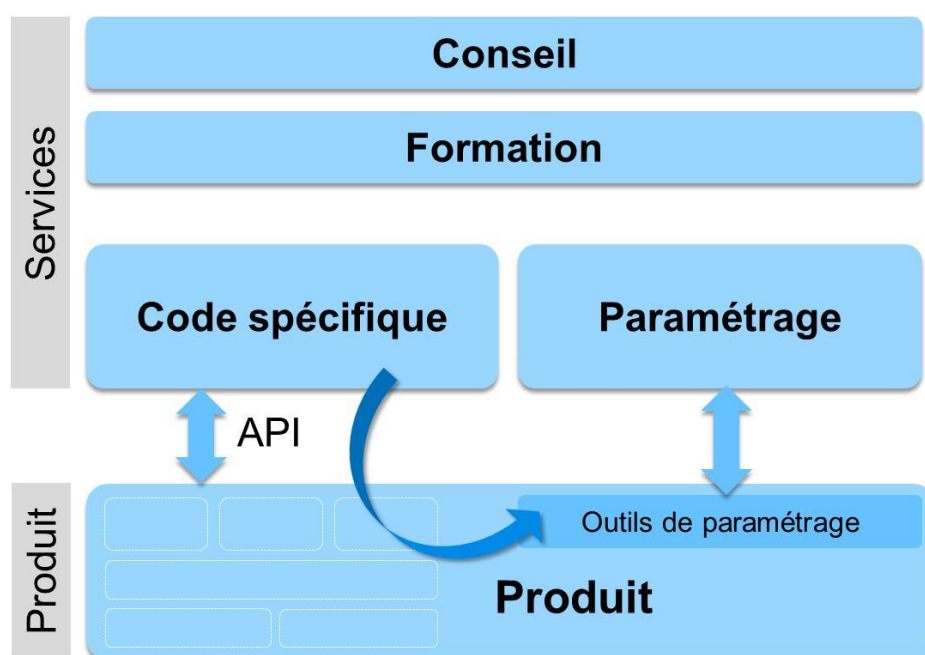 Services
Conseil
Formation
Code spécifique
Paramétrage
API
Produit
Outils de paramétrage
Produit